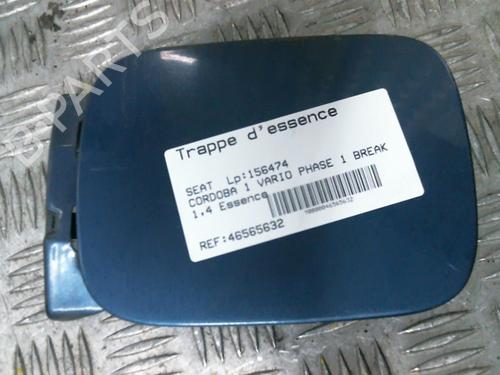 Trappe d'essence
SEAT Lp:156474
CORDOBA 1 VARIO PHASE 1 BREAK
1.4 Essence
REF:46565632
B-PARTS